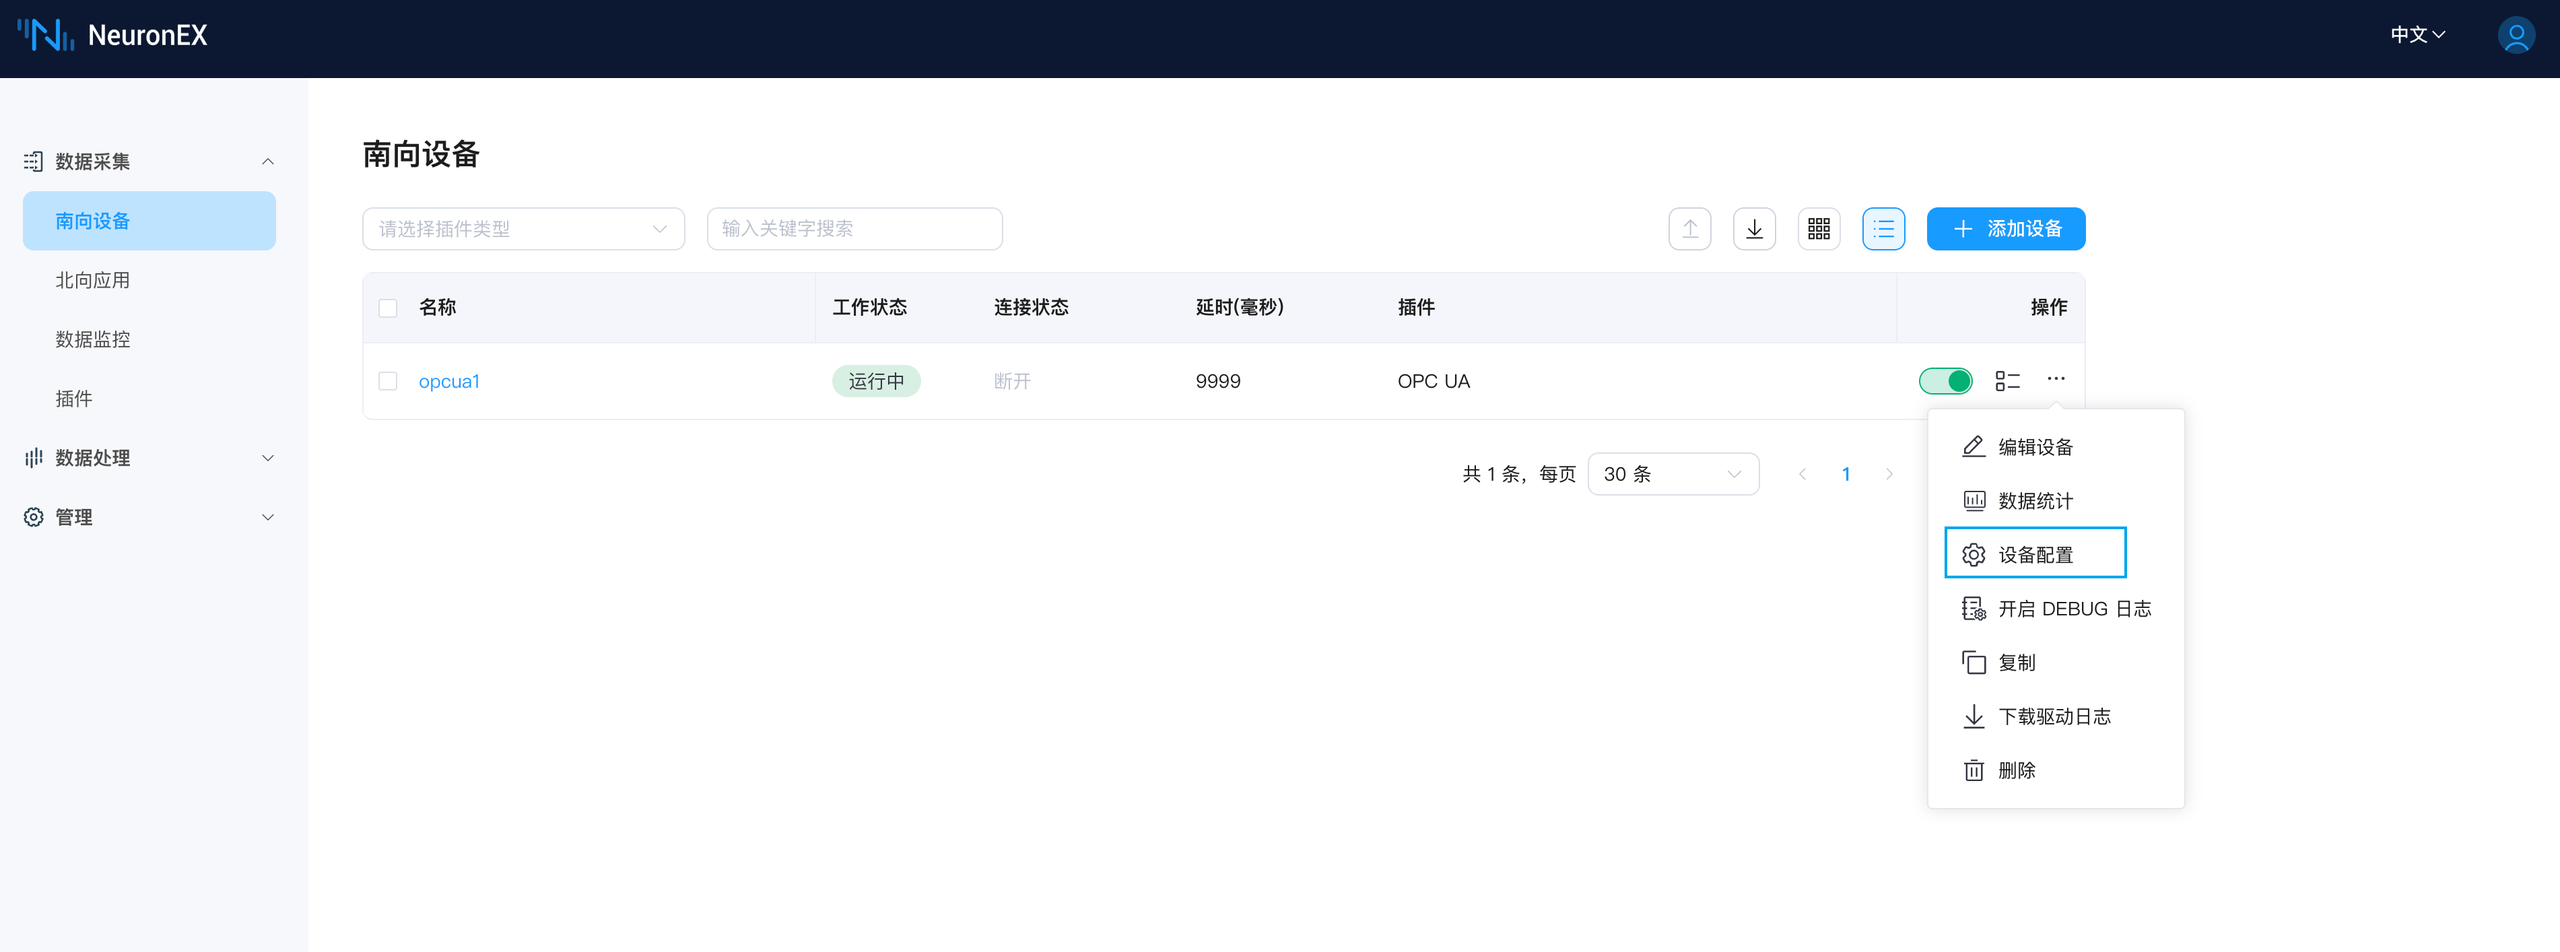 NeuronEX
中文
数据采集
南向设备
北向应用
数据监控
插件
数据处理
管理
南向设备
请选择插件类型
输入关键字搜索
添加设备
名称 工作状态 连接状态 延时(毫秒) 插件 操作
opcua1 运行中 断开 9999 OPC UA
共 1 条，每页 30 条 1
编辑设备
数据统计
设备配置
开启 DEBUG 日志
复制
下载驱动日志
删除